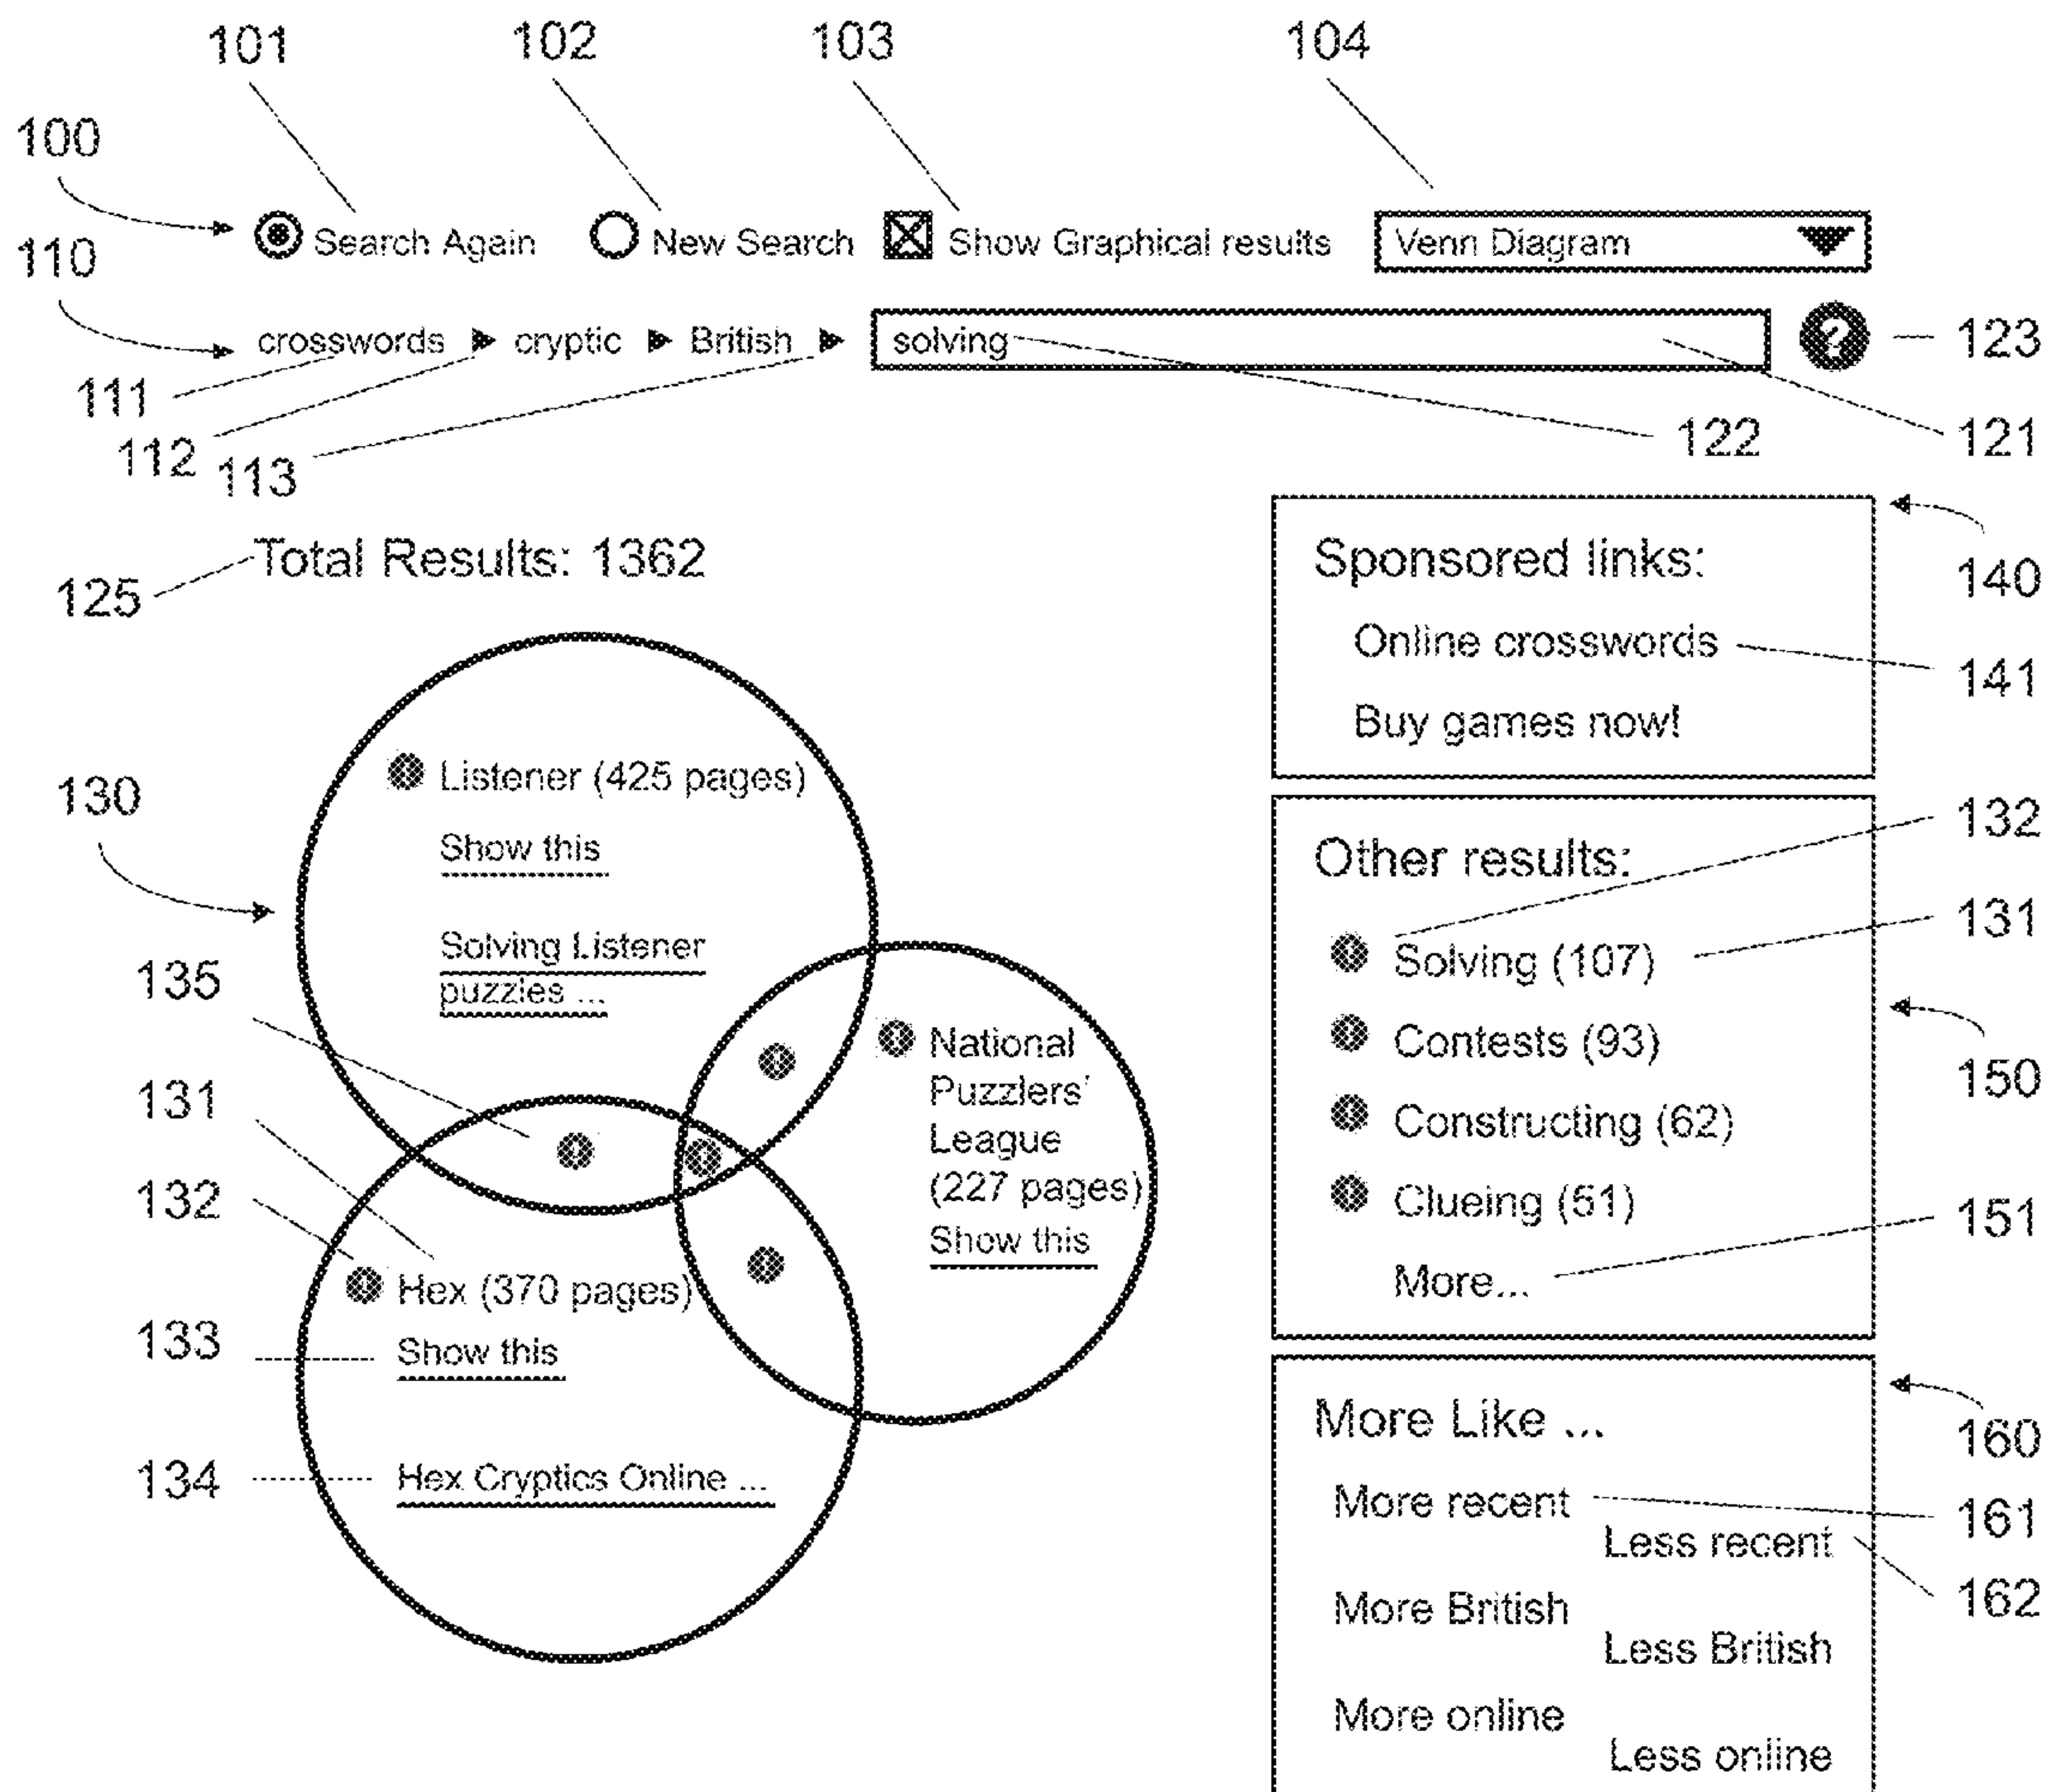 101 102 103 104
100
Search Again New Search Show Graphical results Venn Diagram
110
crosswords cryptic British solving ? 123
111
112 113 122 121
Total Results: 1362
125
Sponsored links:
140
Online crosswords
141
Buy games now!
Listener (425 pages)
130
Show this
Solving Listener
puzzles ...
132
Other results:
131
Solving (107)
Contests (93)
150
Constructing (62)
Clueing (51)
151
More...
135
National
Puzzlers'
League
(227 pages)
Show this
131
132
Hex (370 pages)
133
Show this
134
Hex Cryptics Online ...
160
More Like ...
More recent
161
Less recent
162
More British
Less British
More online
Less online